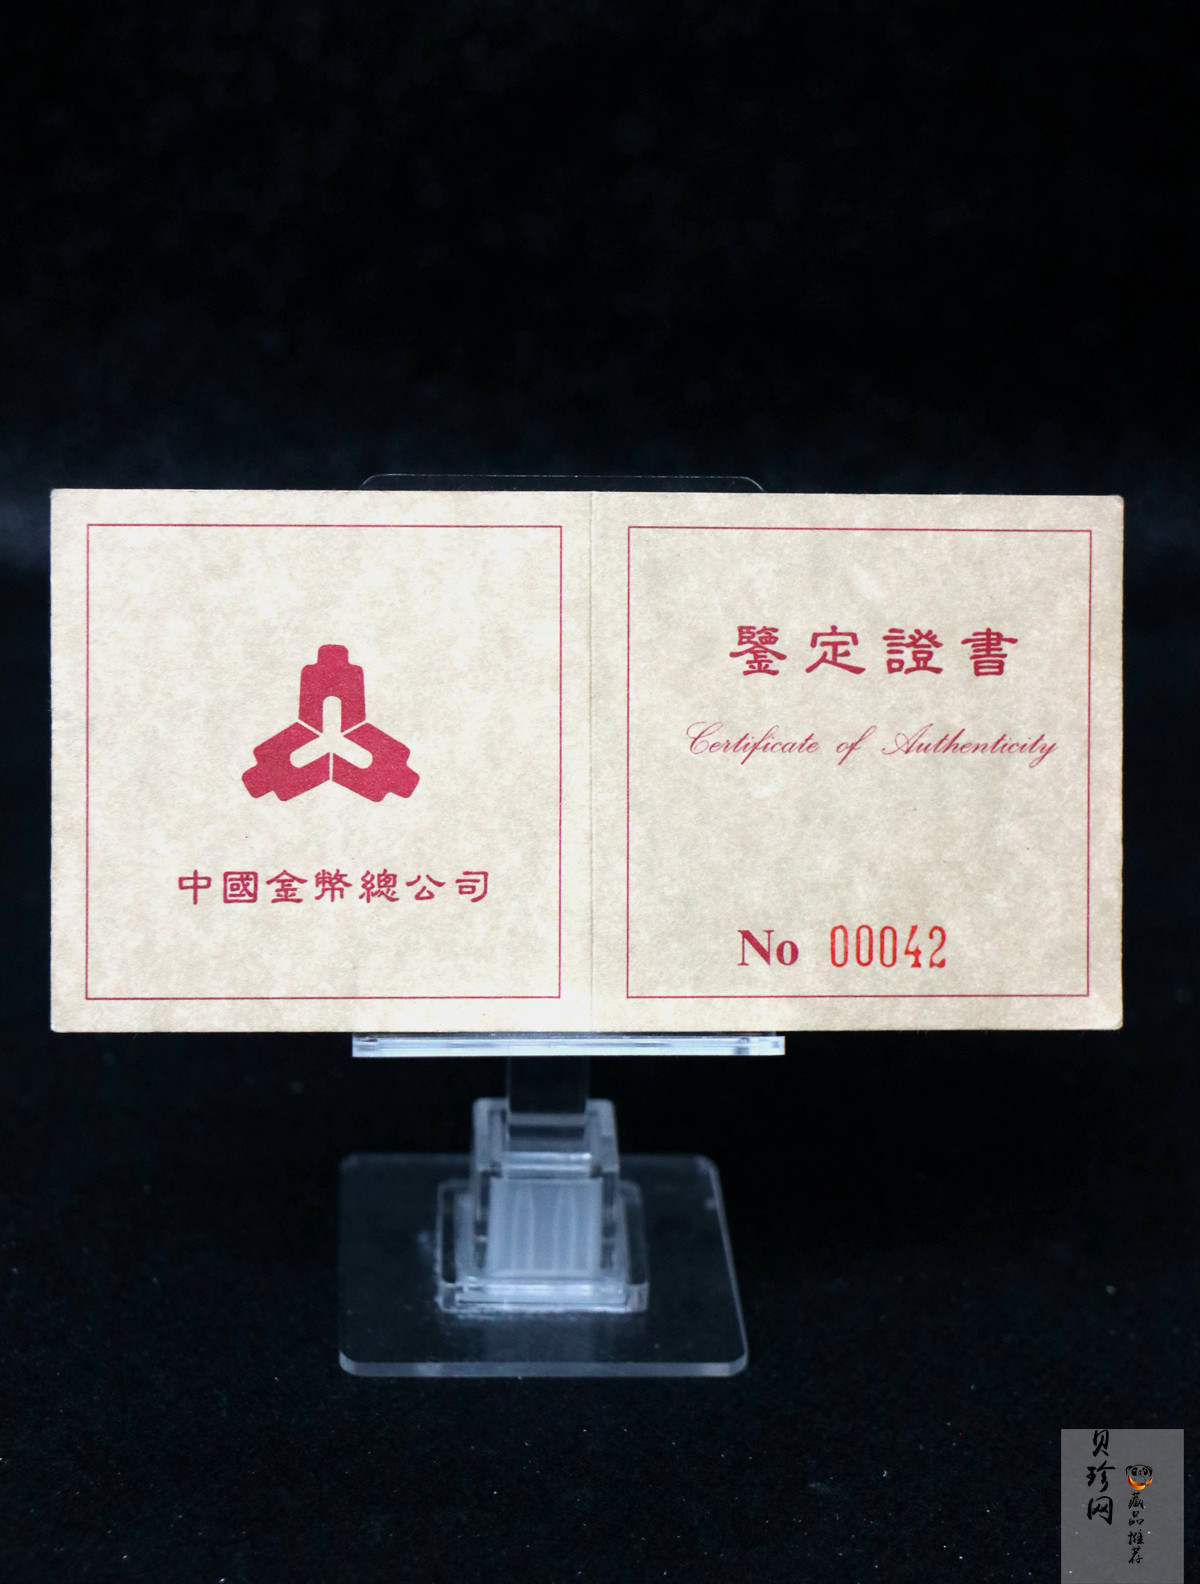 中國金幣總公司
鑒定證書
Certificate of Authenticity
No 00042
贝珍网
藏品推荐